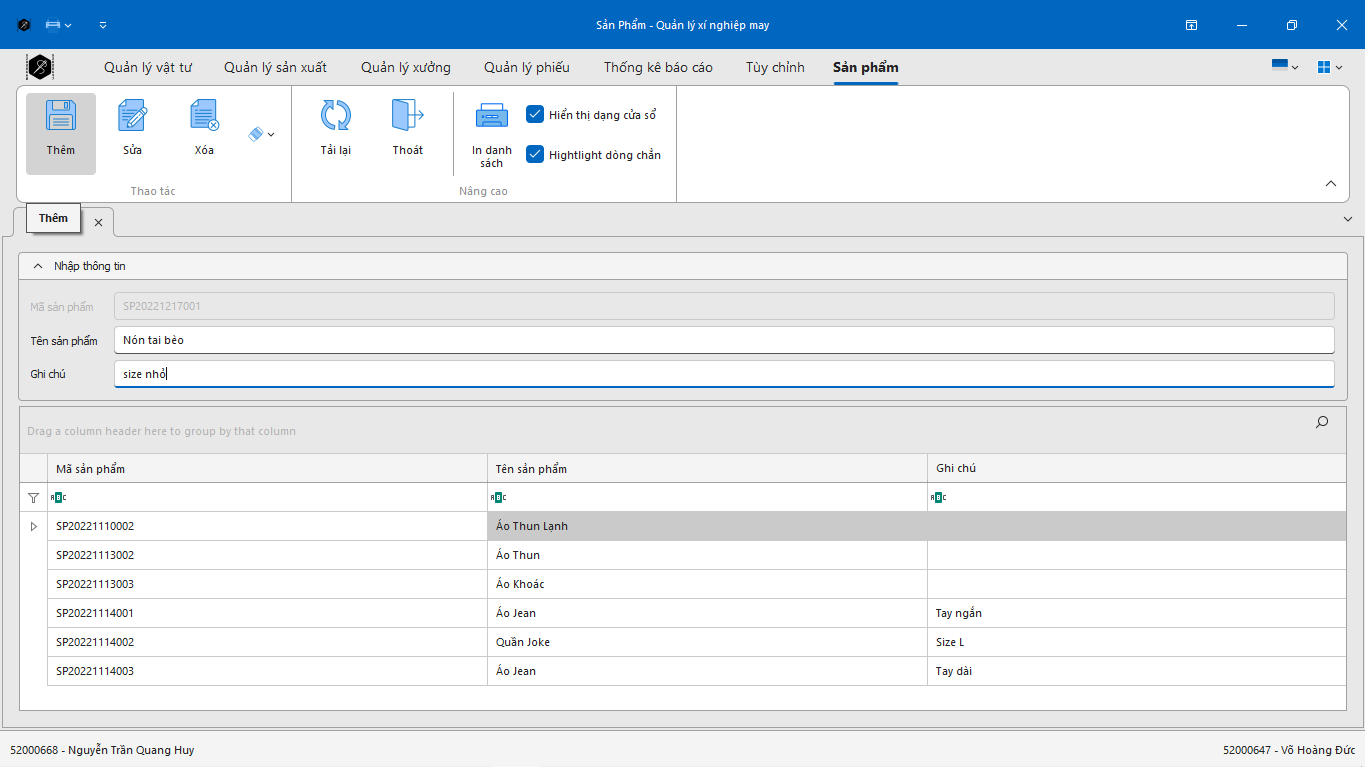 Sản Phẩm - Quản lý xí nghiệp may
Quản lý vật tư Quản lý sản xuất Quản lý xưởng Quản lý phiếu Thống kê báo cáo Tùy chỉnh Sản phẩm
Thêm Sửa Xóa Tải lại Thoát In danh sách
Hiển thị dạng cửa sổ
Hightlight dòng chẳn
Thao tác Nâng cao
Thêm
Nhập thông tin
Mã sản phẩm SP20221217001
Tên sản phẩm Nón tai bèo
Ghi chú size nhỏ
Drag a column header here to group by that column
Mã sản phẩm Tên sản phẩm Ghi chú
ABC ABC ABC
SP20221110002 Áo Thun Lạnh
SP20221113002 Áo Thun
SP20221113003 Áo Khoác
SP20221114001 Áo Jean Tay ngắn
SP20221114002 Quần Joke Size L
SP20221114003 Áo Jean Tay dài
52000668 - Nguyễn Trần Quang Huy 52000647 - Võ Hoàng Đức